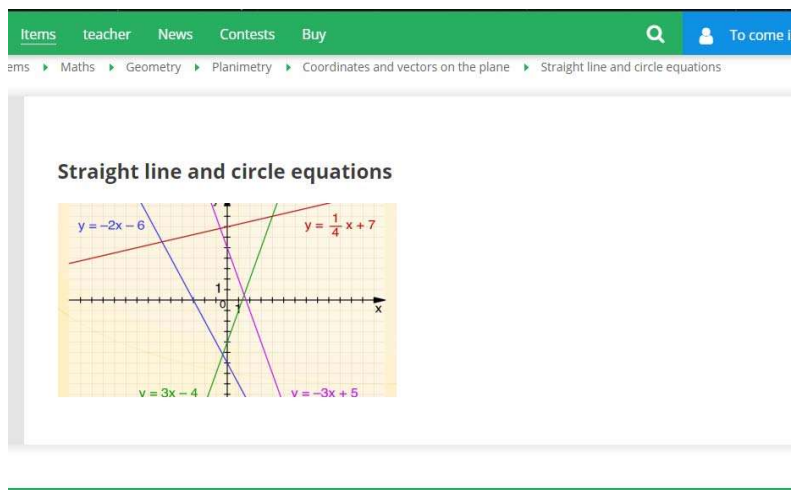 Items teacher News Contests Buy To come i
ems Maths Geometry Planimetry Coordinates and vectors on the plane Straight line and circle equations
Straight line and circle equations
y = –2x – 6 y = 1/4 x + 7
1
0 1 x
y = 3x – 4 y = –3x + 5